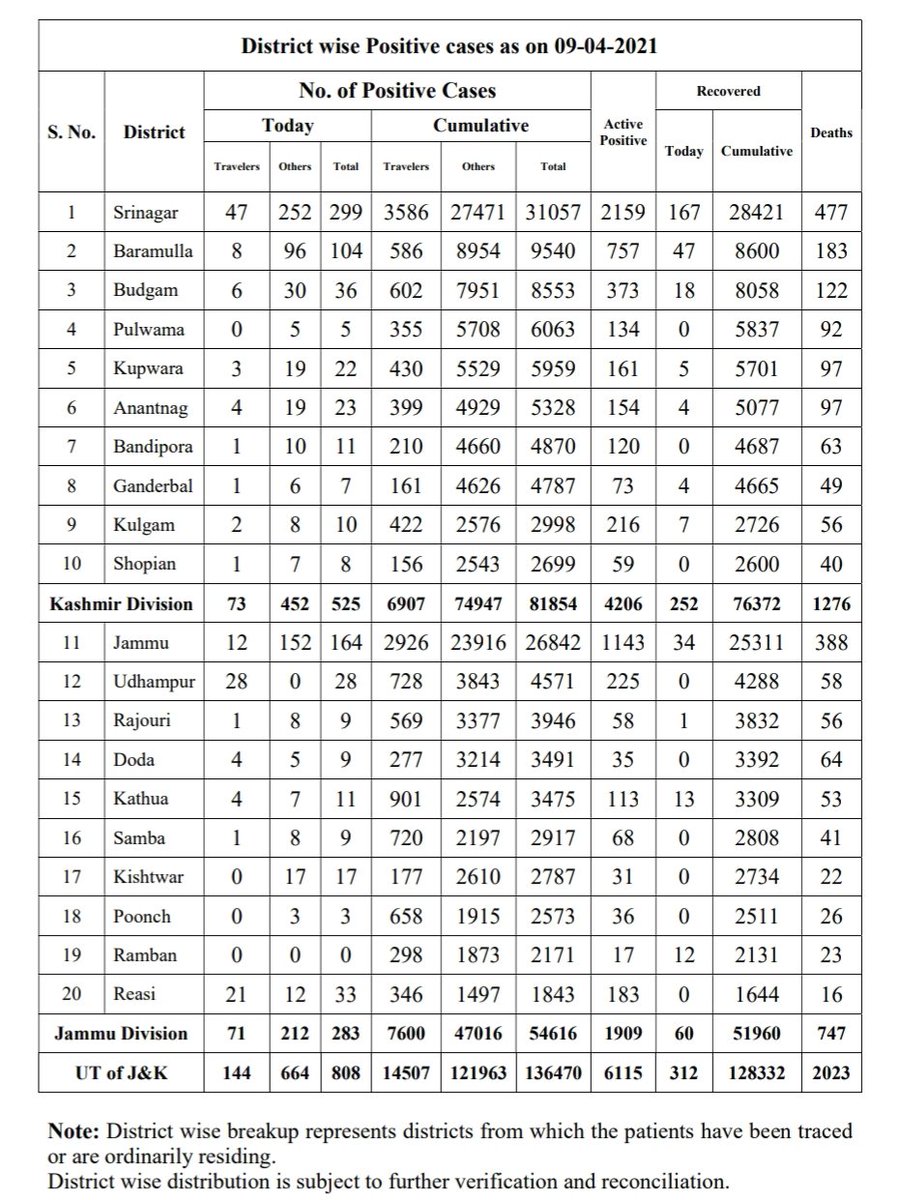 District wise Positive cases as on 09-04-2021
S. No. District No. of Positive Cases Active Positive Recovered Deaths
Today Cumulative Today Cumulative
Travelers Others Total Travelers Others Total
1 Srinagar 47 252 299 3586 27471 31057 2159 167 28421 477
2 Baramulla 8 96 104 586 8954 9540 757 47 8600 183
3 Budgam 6 30 36 602 7951 8553 373 18 8058 122
4 Pulwama 0 5 5 355 5708 6063 134 0 5837 92
5 Kupwara 3 19 22 430 5529 5959 161 5 5701 97
6 Anantnag 4 19 23 399 4929 5328 154 4 5077 97
7 Bandipora 1 10 11 210 4660 4870 120 0 4687 63
8 Ganderbal 1 6 7 161 4626 4787 73 4 4665 49
9 Kulgam 2 8 10 422 2576 2998 216 7 2726 56
10 Shopian 1 7 8 156 2543 2699 59 0 2600 40
Kashmir Division 73 452 525 6907 74947 81854 4206 252 76372 1276
11 Jammu 12 152 164 2926 23916 26842 1143 34 25311 388
12 Udhampur 28 0 28 728 3843 4571 225 0 4288 58
13 Rajouri 1 8 9 569 3377 3946 58 1 3832 56
14 Doda 4 5 9 277 3214 3491 35 0 3392 64
15 Kathua 4 7 11 901 2574 3475 113 13 3309 53
16 Samba 1 8 9 720 2197 2917 68 0 2808 41
17 Kishtwar 0 17 17 177 2610 2787 31 0 2734 22
18 Poonch 0 3 3 658 1915 2573 36 0 2511 26
19 Ramban 0 0 0 298 1873 2171 17 12 2131 23
20 Reasi 21 12 33 346 1497 1843 183 0 1644 16
Jammu Division 71 212 283 7600 47016 54616 1909 60 51960 747
UT of J&K 144 664 808 14507 121963 136470 6115 312 128332 2023
Note: District wise breakup represents districts from which the patients have been traced
or are ordinarily residing.
District wise distribution is subject to further verification and reconciliation.